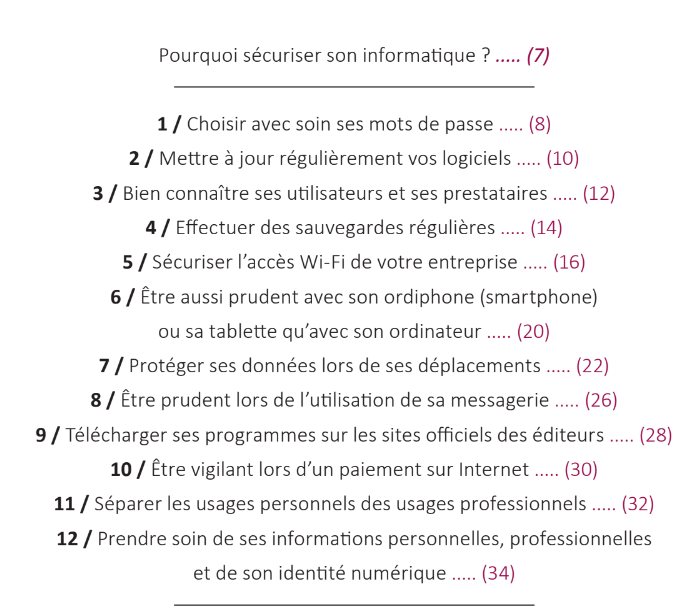 Pourquoi sécuriser son informatique ? ..... (7)
1 / Choisir avec soin ses mots de passe ..... (8)
2 / Mettre à jour régulièrement vos logiciels ..... (10)
3 / Bien connaître ses utilisateurs et ses prestataires ..... (12)
4 / Effectuer des sauvegardes régulières ..... (14)
5 / Sécuriser l’accès Wi-Fi de votre entreprise ..... (16)
6 / Être aussi prudent avec son ordiphone (smartphone)
ou sa tablette qu’avec son ordinateur ..... (20)
7 / Protéger ses données lors de ses déplacements ..... (22)
8 / Être prudent lors de l’utilisation de sa messagerie ..... (26)
9 / Télécharger ses programmes sur les sites officiels des éditeurs ..... (28)
10 / Être vigilant lors d’un paiement sur Internet ..... (30)
11 / Séparer les usages personnels des usages professionnels ..... (32)
12 / Prendre soin de ses informations personnelles, professionnelles
et de son identité numérique ..... (34)